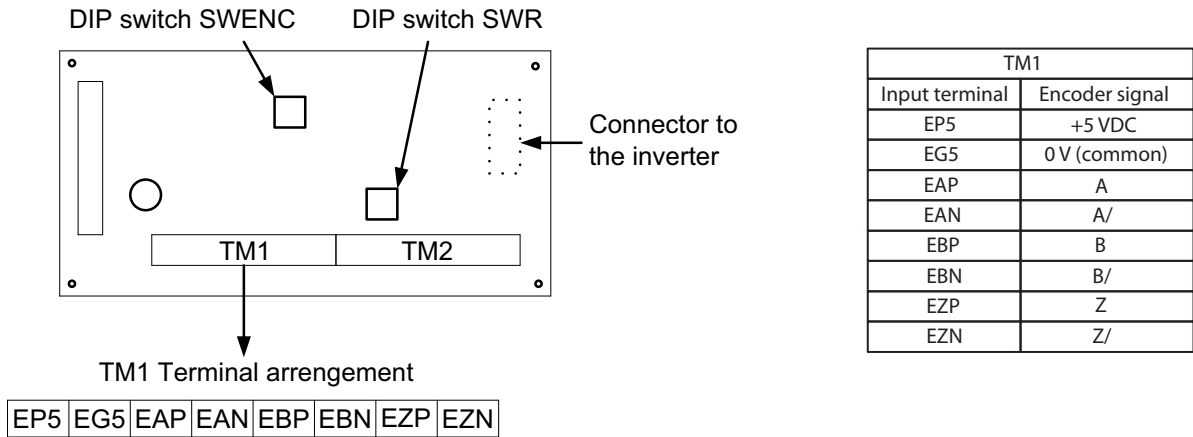 DIP switch SWENC
DIP switch SWR
Connector to
the inverter
TM1
TM2
TM1 Terminal arrengement
EP5 EG5 EAP EAN EBP EBN EZP EZN
TM1
Input terminal Encoder signal
EP5 +5 VDC
EG5 0 V (common)
EAP A
EAN A/
EBP B
EBN B/
EZP Z
EZN Z/